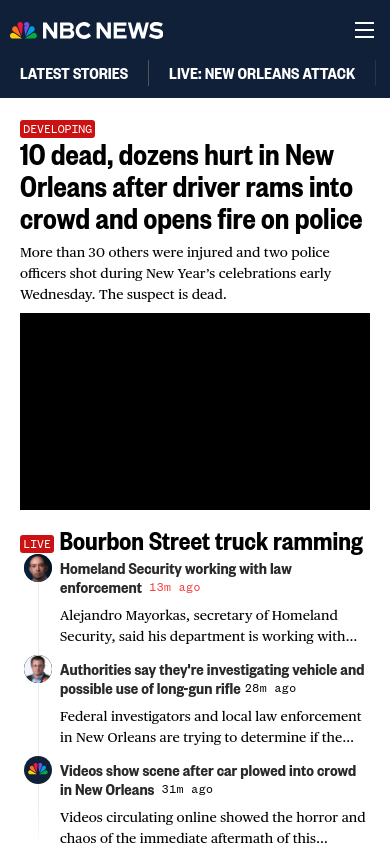 NBC NEWS
LATEST STORIES
LIVE: NEW ORLEANS ATTACK
DEVELOPING
10 dead, dozens hurt in New
Orleans after driver rams into
crowd and opens fire on police
More than 30 others were injured and two police
officers shot during New Year’s celebrations early
Wednesday. The suspect is dead.
LIVE Bourbon Street truck ramming
Homeland Security working with law
enforcement 13m ago
Alejandro Mayorkas, secretary of Homeland
Security, said his department is working with...
Authorities say they're investigating vehicle and
possible use of long-gun rifle 28m ago
Federal investigators and local law enforcement
in New Orleans are trying to determine if the...
Videos show scene after car plowed into crowd
in New Orleans 31m ago
Videos circulating online showed the horror and
chaos of the immediate aftermath of this...